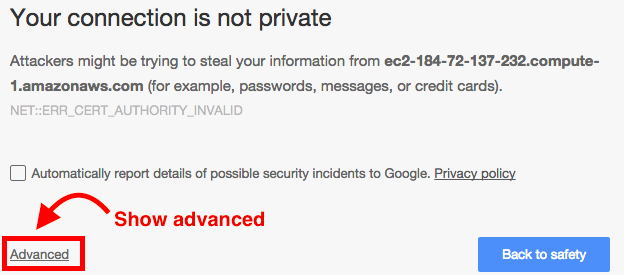 Your connection is not private
Attackers might be trying to steal your information from ec2-184-72-137-232.compute-
1.amazonaws.com (for example, passwords, messages, or credit cards).
NET::ERR_CERT_AUTHORITY_INVALID
Automatically report details of possible security incidents to Google. Privacy policy
Show advanced
Advanced
Back to safety